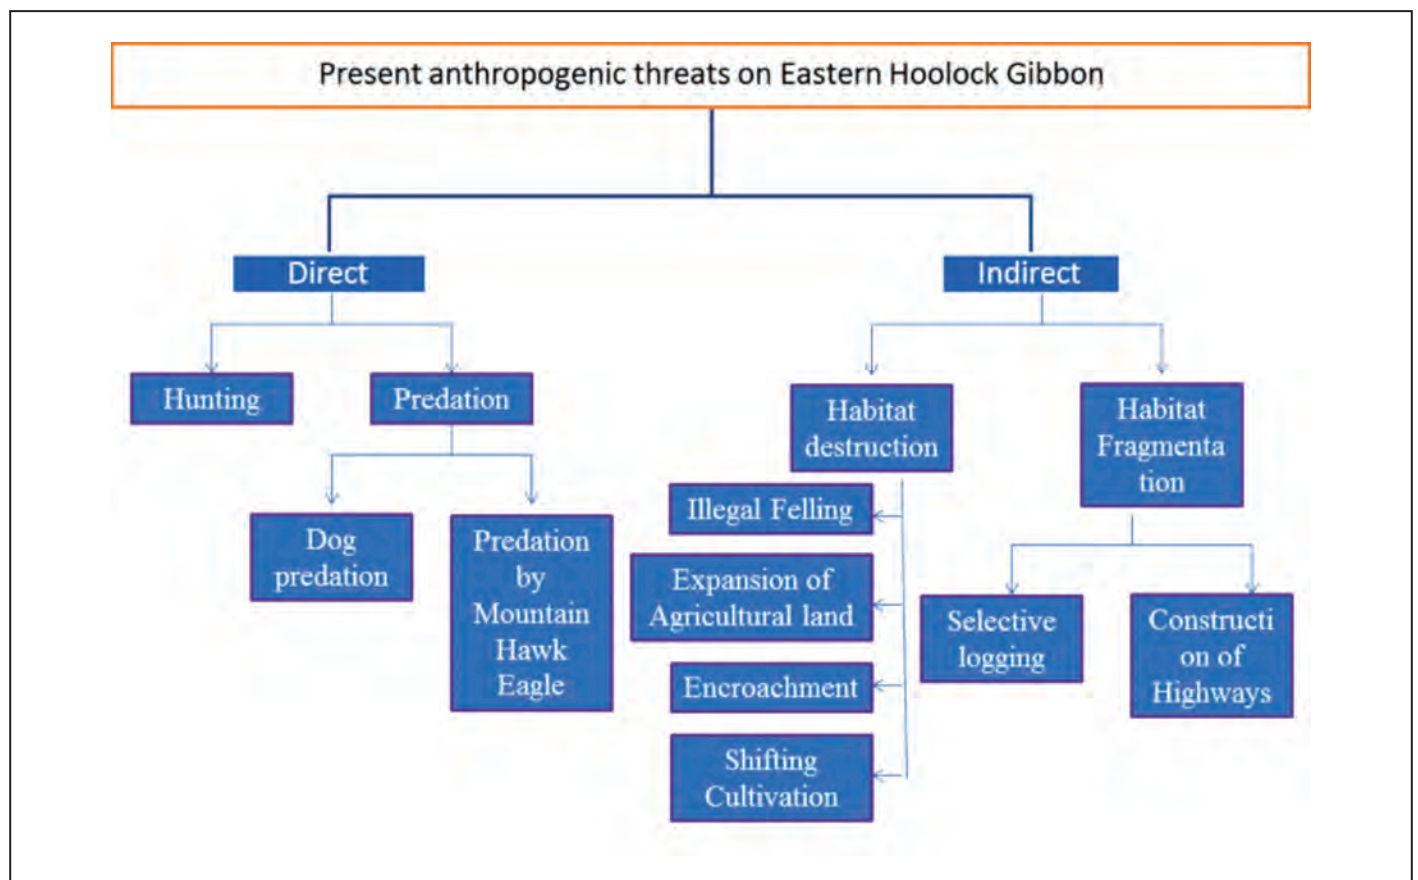 Present anthropogenic threats on Eastern Hoolock Gibbon
Direct
Indirect
Hunting
Predation
Dog
predation
Predation
by
Mountain
Hawk
Eagle
Habitat
destruction
Illegal Felling
Expansion of
Agricultural land
Encroachment
Shifting
Cultivation
Habitat
Fragmenta
tion
Selective
logging
Constructi
on of
Highways